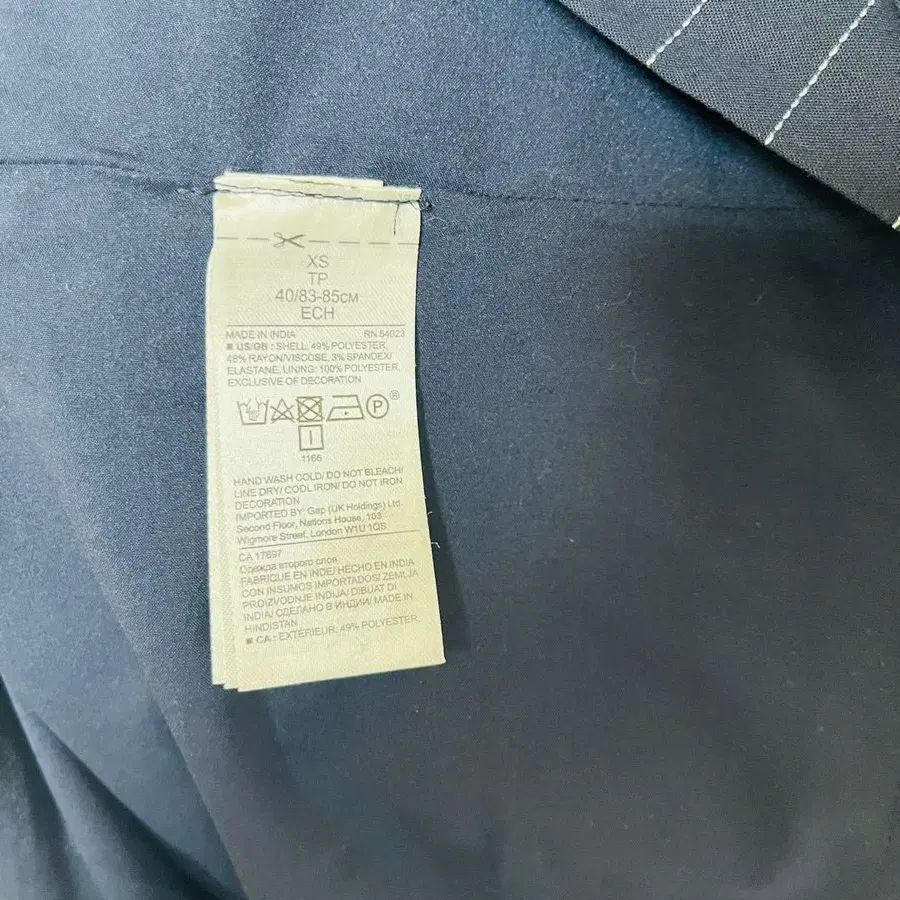 XS
TP
40/83-85CM
ECH
MADE IN INDIA RN 54023
■ US/GB : SHELL: 49% POLYESTER,
48% RAYON/VISCOSE, 3% SPANDEX/
ELASTANE, LINING: 100% POLYESTER,
EXCLUSIVE OF DECORATION
P®
I
1166
HAND WASH COLD/ DO NOT BLEACH/
LINE DRY/ COOL IRON/ DO NOT IRON
DECORATION
IMPORTED BY: Gap (UK Holdings) Ltd
Second Floor, Nations House, 103
Wigmore Street, London W1U 1QS
CA 17897
Одежда второго слоя
FABRIQUE EN INDE/ HECHO EN INDIA
CON INSUMOS IMPORTADOS/ ZEMLJA
PROIZVODNJE INDIJA/ DIBUAT DI
INDIA/ СДЕЛАНО В ИНДИИ/ MADE IN
HINDISTAN
■ CA : EXTERIEUR: 49% POLYESTER,